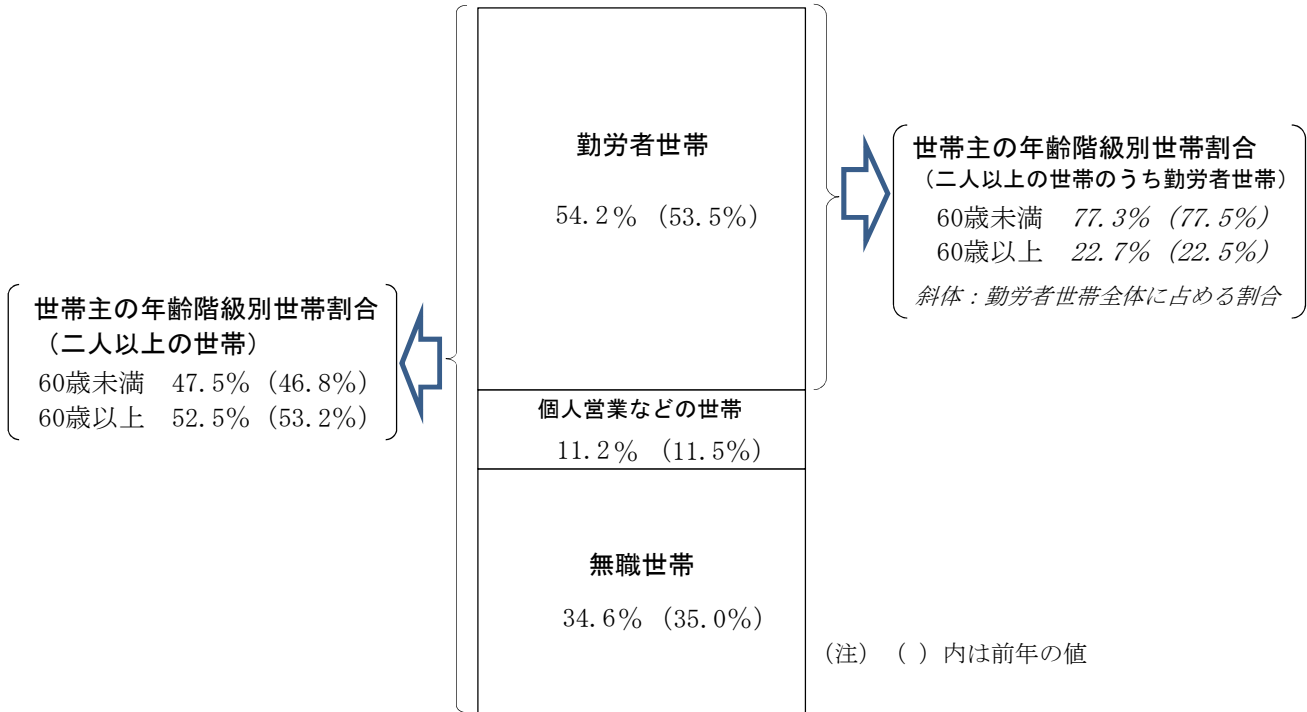 勤労者世帯
54.2% (53.5%)
世帯主の年齢階級別世帯割合
(二人以上の世帯のうち勤労者世帯)
60歳未満 77.3% (77.5%)
60歳以上 22.7% (22.5%)
斜体:勤労者世帯全体に占める割合
世帯主の年齢階級別世帯割合
(二人以上の世帯)
60歳未満 47.5% (46.8%)
60歳以上 52.5% (53.2%)
個人営業などの世帯
11.2% (11.5%)
無職世帯
34.6% (35.0%)
(注) ( ) 内は前年の値